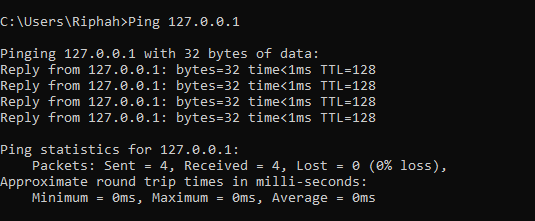 C:\Users\Riphah>Ping 127.0.0.1
Pinging 127.0.0.1 with 32 bytes of data:
Reply from 127.0.0.1: bytes=32 time<1ms TTL=128
Reply from 127.0.0.1: bytes=32 time<1ms TTL=128
Reply from 127.0.0.1: bytes=32 time<1ms TTL=128
Reply from 127.0.0.1: bytes=32 time<1ms TTL=128
Ping statistics for 127.0.0.1:
    Packets: Sent = 4, Received = 4, Lost = 0 (0% loss),
Approximate round trip times in milli-seconds:
    Minimum = 0ms, Maximum = 0ms, Average = 0ms